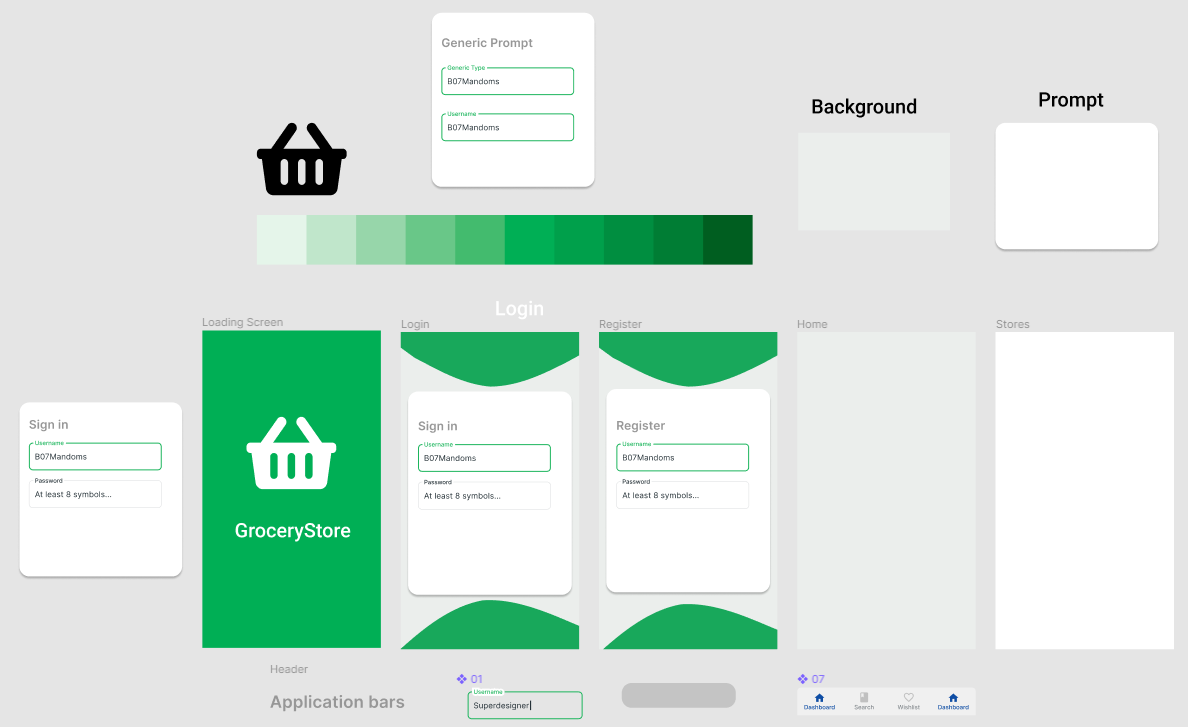 Generic Prompt
Generic Type
B07Mandoms
Username
B07Mandoms
Background
Prompt
Login
Loading Screen
Login
Register
Home
Stores
Sign in
Username
B07Mandoms
Password
At least 8 symbols...
GroceryStore
Sign in
Username
B07Mandoms
Password
At least 8 symbols...
Register
Username
B07Mandoms
Password
At least 8 symbols...
Header
Application bars
01
Username
Superdesigner
07
Dashboard
Search
Wishlist
Dashboard